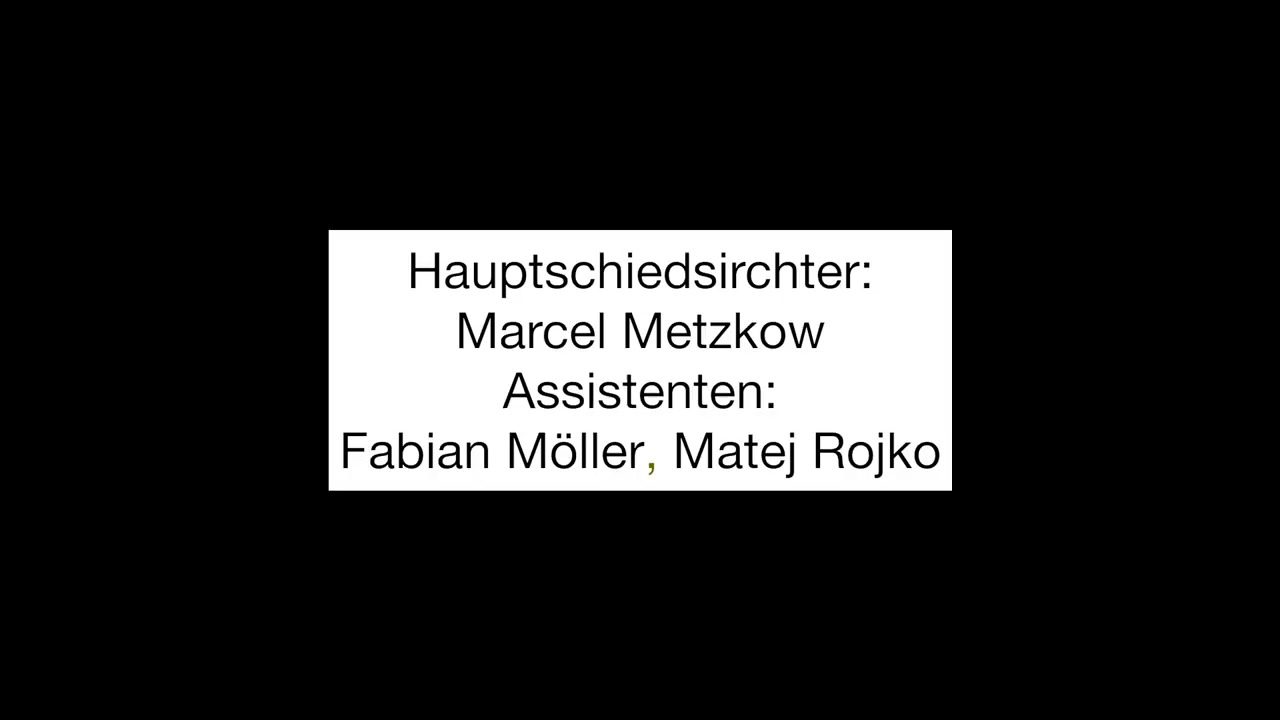 Hauptschiedsirchter:
Marcel Metzkow
Assistenten:
Fabian Möller, Matej Rojko